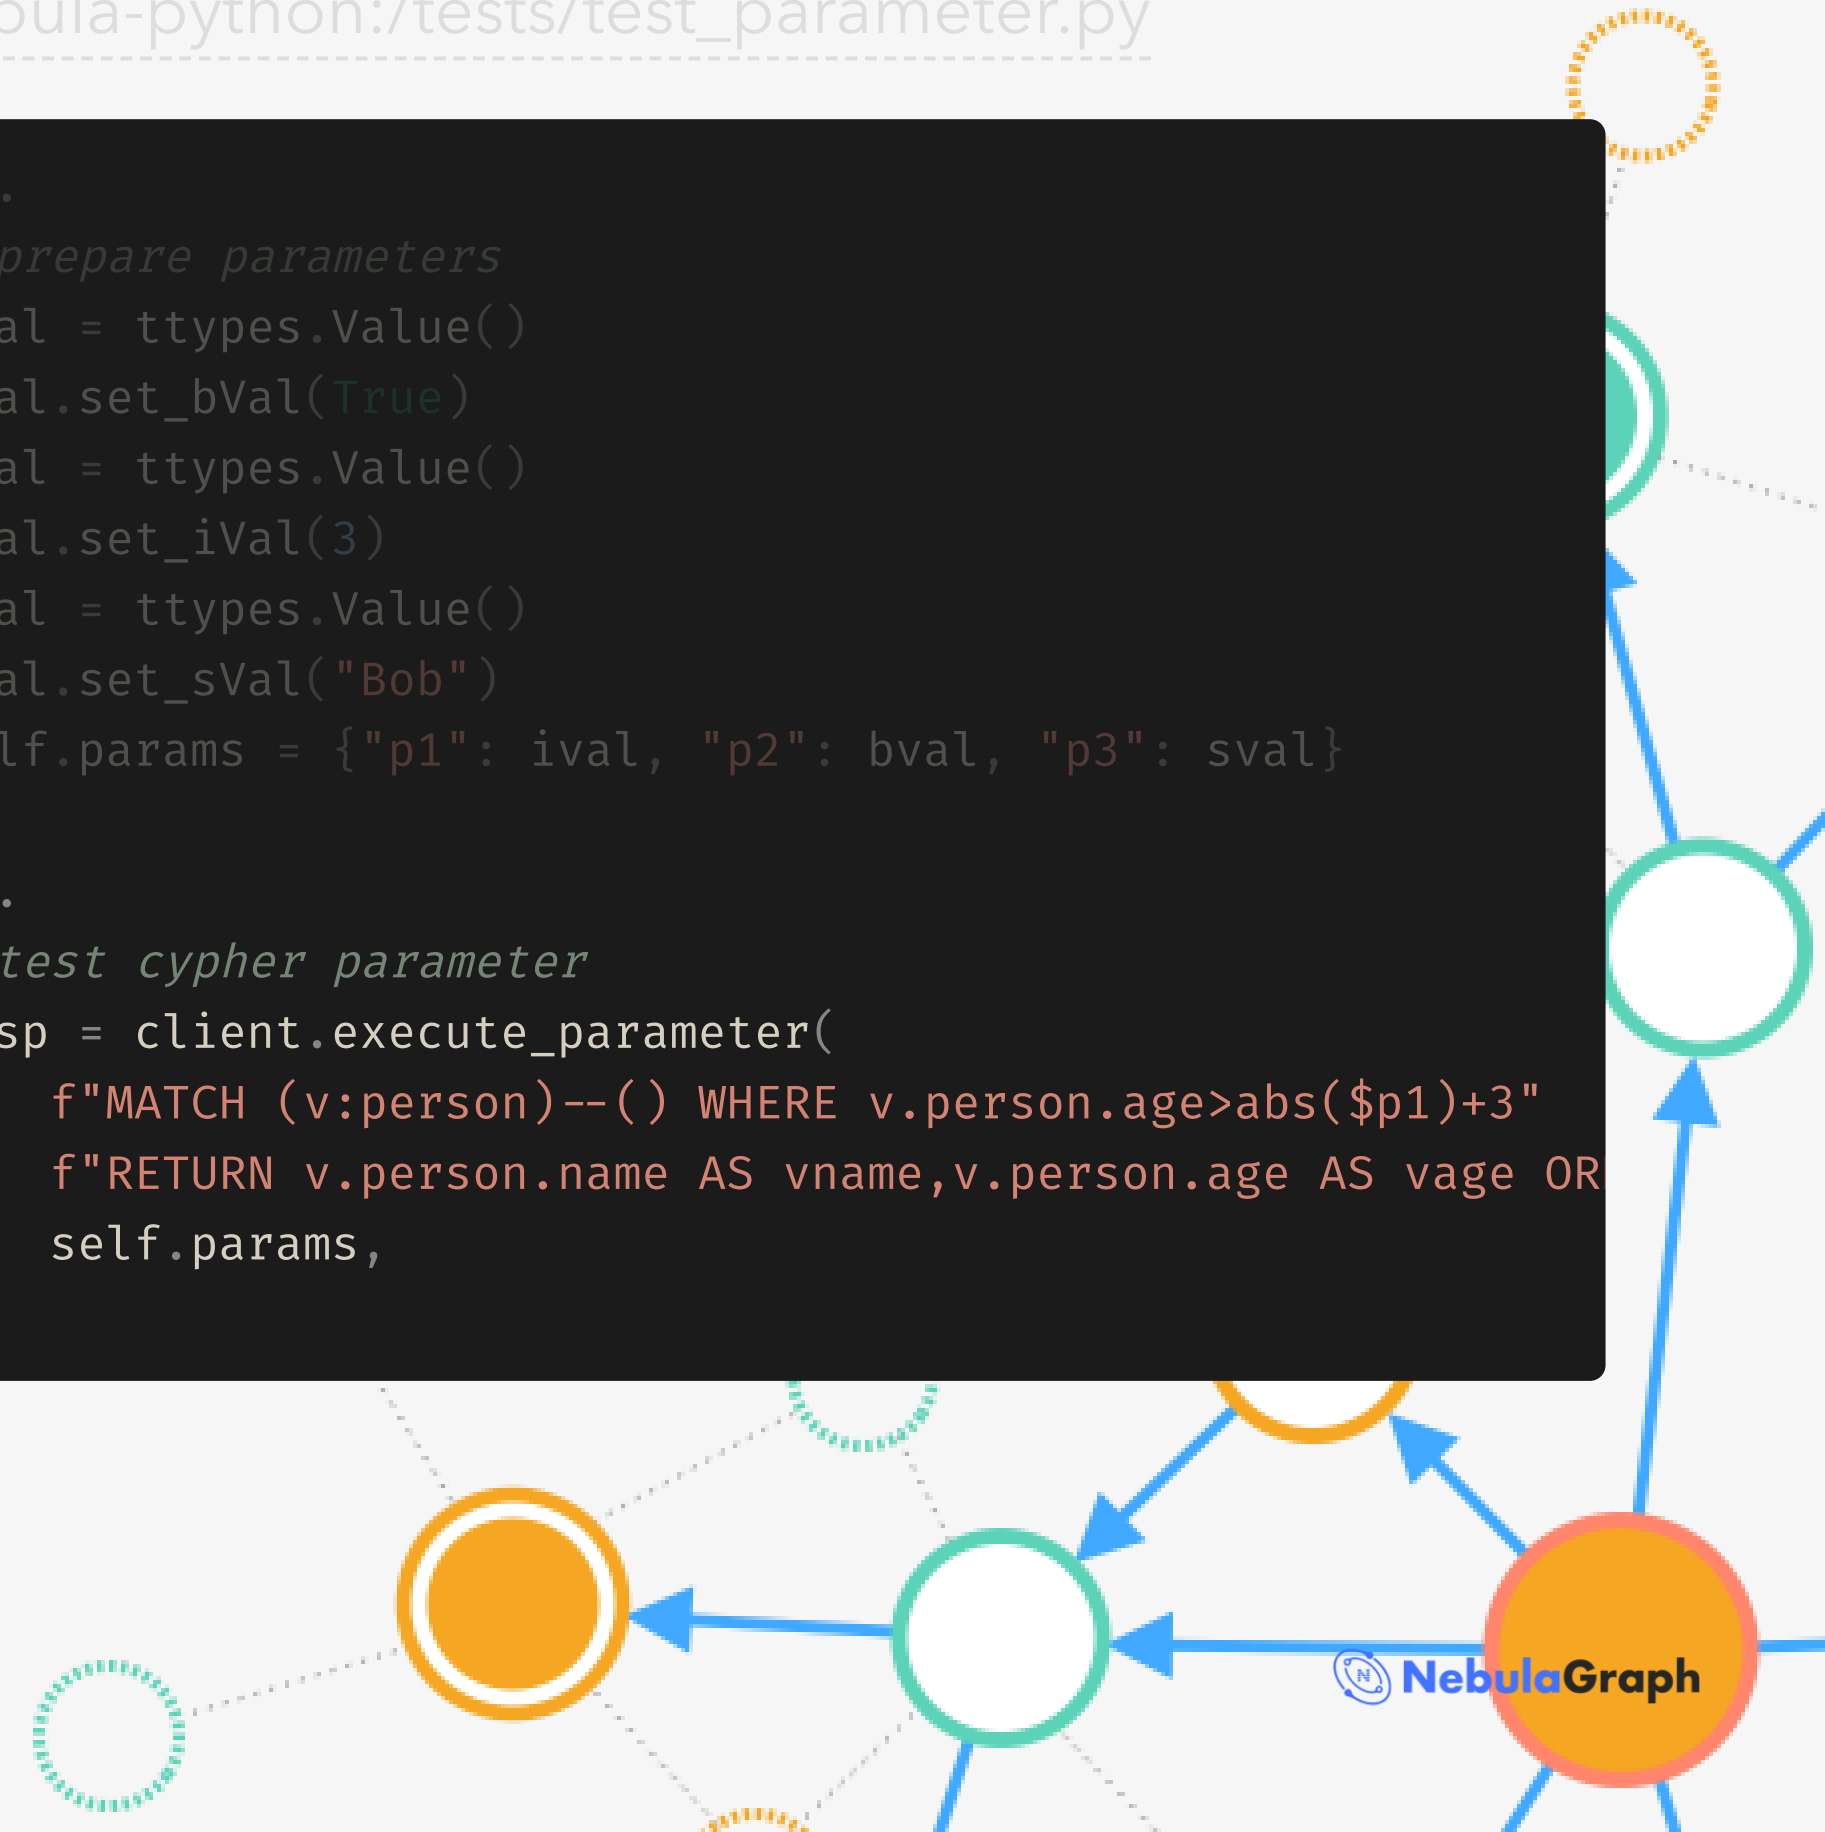 bula-python:/tests/test_parameter.py
.
prepare parameters
al = ttypes.Value()
al.set_bVal(True)
al = ttypes.Value()
al.set_iVal(3)
al = ttypes.Value()
al.set_sVal("Bob")
lf.params = {"p1": ival, "p2": bval, "p3": sval}
.
test cypher parameter
sp = client.execute_parameter(
f"MATCH (v:person)--() WHERE v.person.age>abs($p1)+3"
f"RETURN v.person.name AS vname,v.person.age AS vage OR
self.params,
NebulaGraph